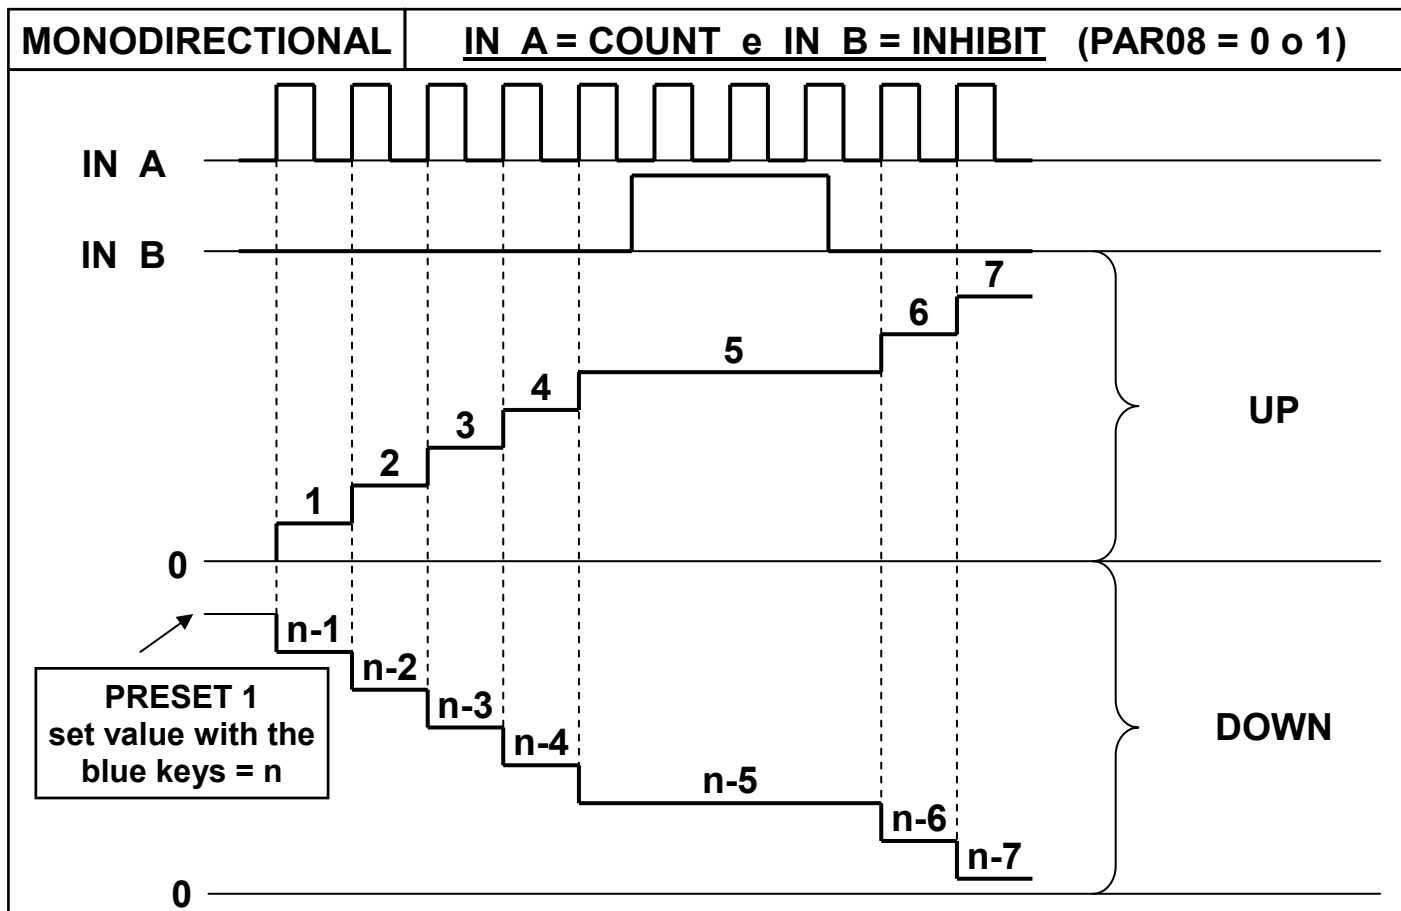 MONODIRECTIONAL
IN A = COUNT e IN B = INHIBIT (PAR08 = 0 o 1)
IN A
IN B
7
6
5
4
3
2
1
UP
0
n-1
n-2
n-3
n-4
n-5
n-6
n-7
PRESET 1
set value with the
blue keys = n
DOWN
0